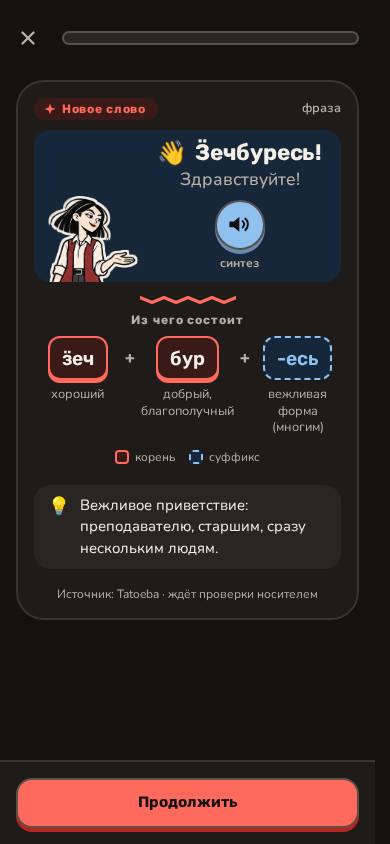 Новое слово
фраза
👋 Ӟечбуресь!
Здравствуйте!
синтез
Из чего состоит
ӟеч + бур + -есь
хороший
добрый, благополучный
вежливая форма (многим)
корень
суффикс
💡 Вежливое приветствие:
преподавателю, старшим, сразу
нескольким людям.
Источник: Tatoeba · ждёт проверки носителем
Продолжить